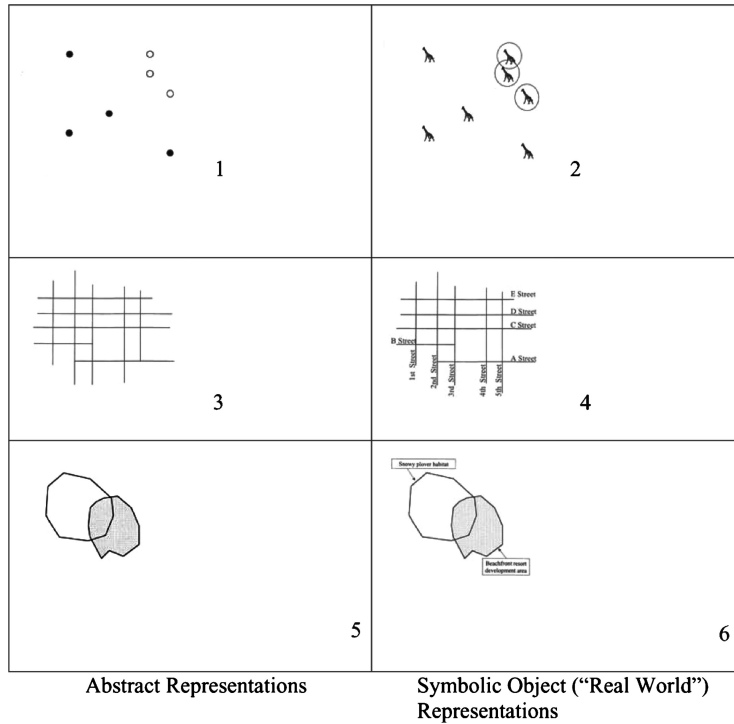 1
2
3
E Street
D Street
C Street
B Street
A Street
1st Street
2nd Street
3rd Street
4th Street
5th Street
4
5
Snowy plover habitat
Beachfront resort
development area
6
Abstract Representations
Symbolic Object (“Real World”)
Representations